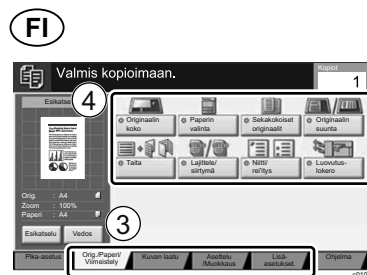 FI
Valmis kopioimaan.
Kopiot
1
Esikatse
4
Originaalin
koko
Paperin
valinta
Sekakokoiset
originaalit
Originaalin
suunta
Taita
Lajittele/
siirtymä
Nitti/
rei'itys
Luovutus-
lokero
Orig. : A4
Zoom : 100%
Paperi : A4
Esikatselu
Vedos
3
Pika-asetus
Orig./Paperi/
Viimeistely
Kuvan laatu
Asettelu
/Muokkaus
Lisä-
asetukset.
Ohjelma